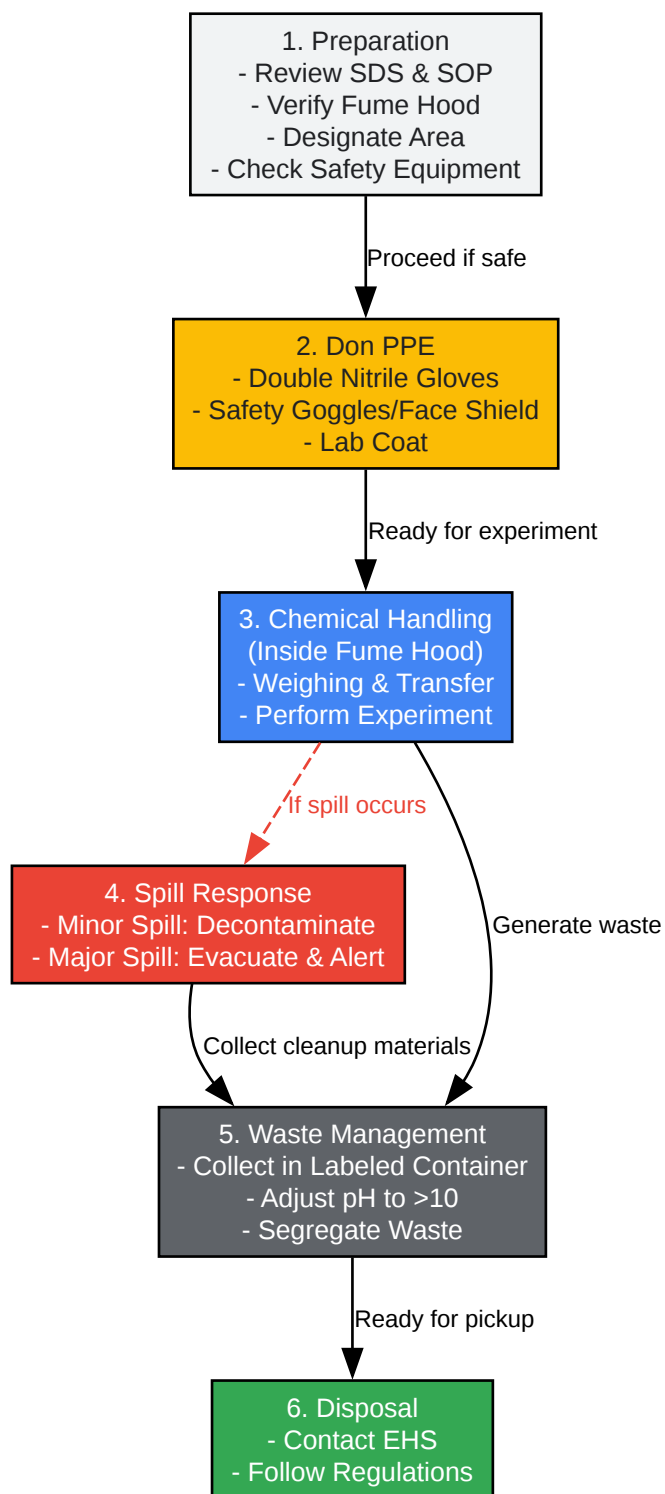 1. Preparation
- Review SDS & SOP
- Verify Fume Hood
- Designate Area
- Check Safety Equipment
Proceed if safe
2. Don PPE
- Double Nitrile Gloves
- Safety Goggles/Face Shield
- Lab Coat
Ready for experiment
3. Chemical Handling
(Inside Fume Hood)
- Weighing & Transfer
- Perform Experiment
If spill occurs
4. Spill Response
- Minor Spill: Decontaminate
- Major Spill: Evacuate & Alert
Generate waste
Collect cleanup materials
5. Waste Management
- Collect in Labeled Container
- Adjust pH to >10
- Segregate Waste
Ready for pickup
6. Disposal
- Contact EHS
- Follow Regulations